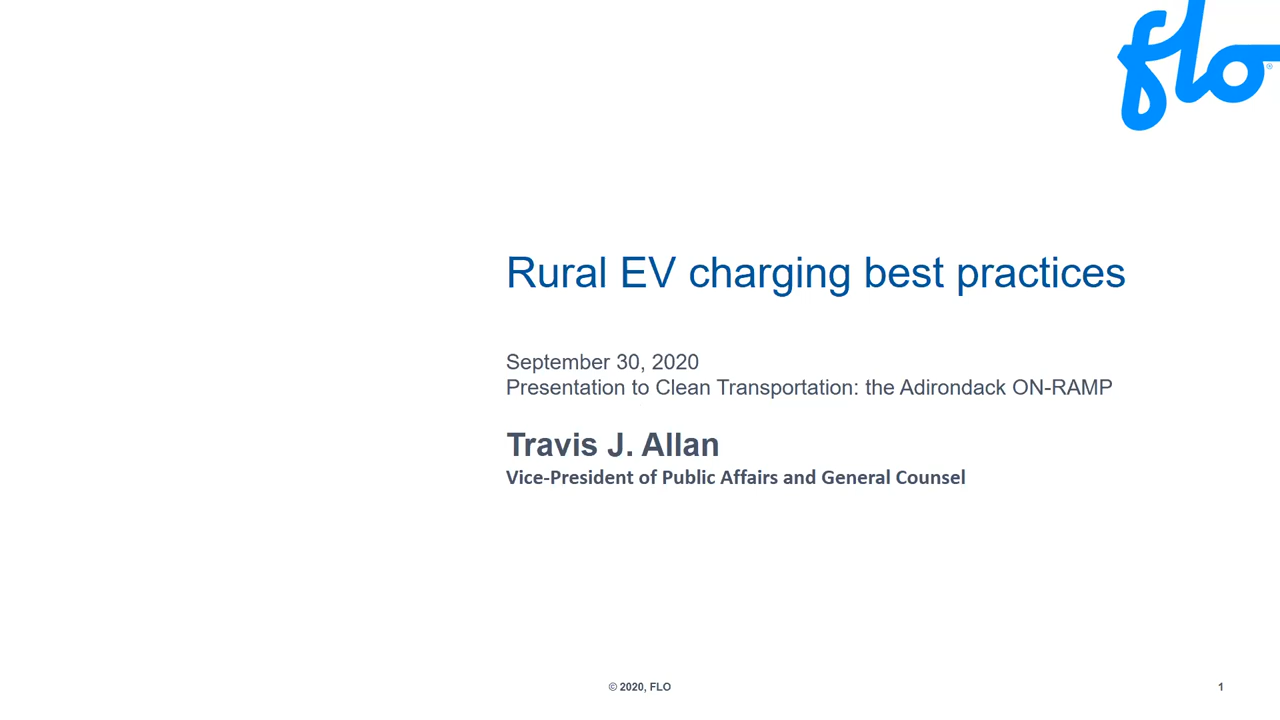 flo®
Rural EV charging best practices
September 30, 2020
Presentation to Clean Transportation: the Adirondack ON-RAMP
Travis J. Allan
Vice-President of Public Affairs and General Counsel
© 2020, FLO
1